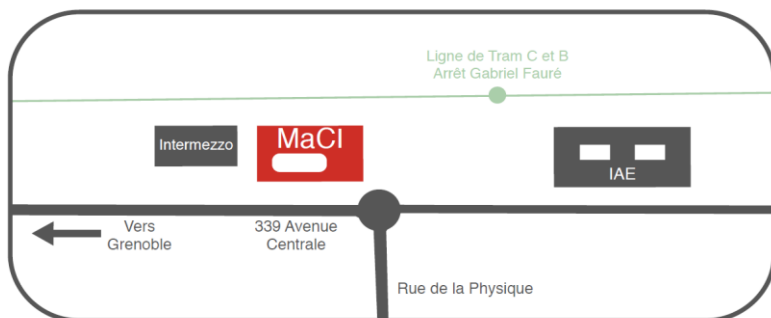 Ligne de Tram C et B
Arrêt Gabriel Fauré
Intermezzo
MaCI
IAE
Vers
Grenoble
339 Avenue
Centrale
Rue de la Physique